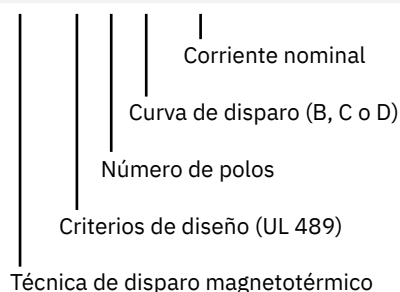 Corriente nominal
Curva de disparo (B, C o D)
Número de polos
Criterios de diseño (UL 489)
Técnica de disparo magnetotérmico